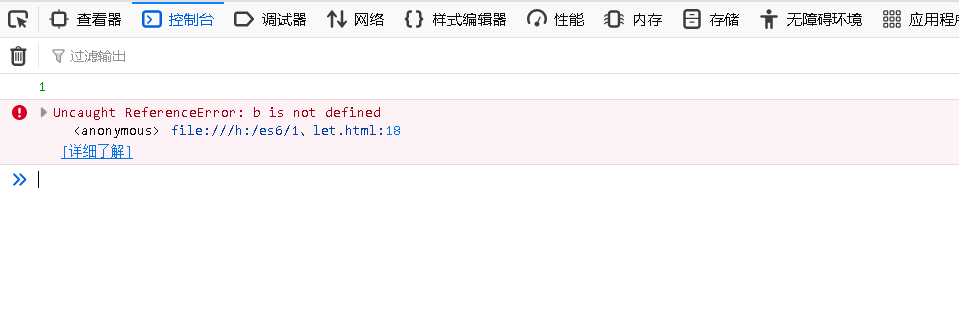 查看器 控制台 调试器 网络 样式编辑器 性能 内存 存储 无障碍环境 应用程
过滤输出
1
Uncaught ReferenceError: b is not defined
<anonymous> file:///h:/es6/1、let.html:18
[详细了解]